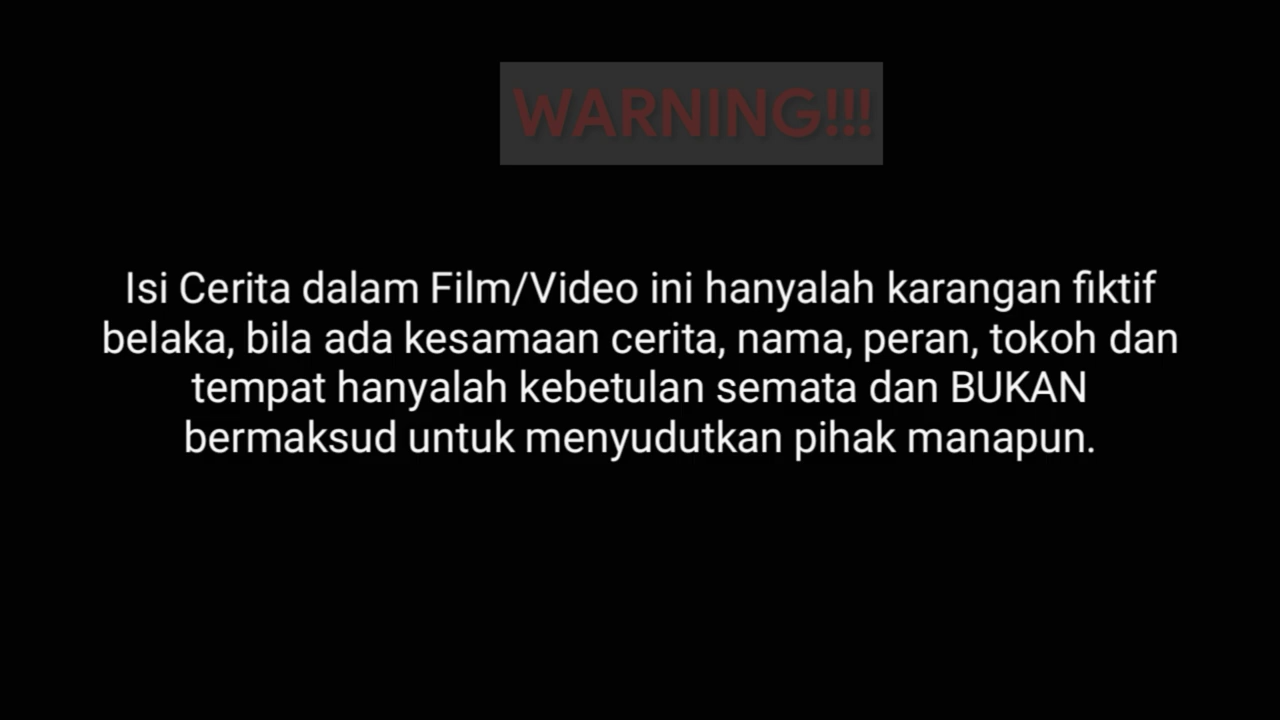 WARNING!!!
Isi Cerita dalam Film/Video ini hanyalah karangan fiktif
belaka, bila ada kesamaan cerita, nama, peran, tokoh dan
tempat hanyalah kebetulan semata dan BUKAN
bermaksud untuk menyudutkan pihak manapun.